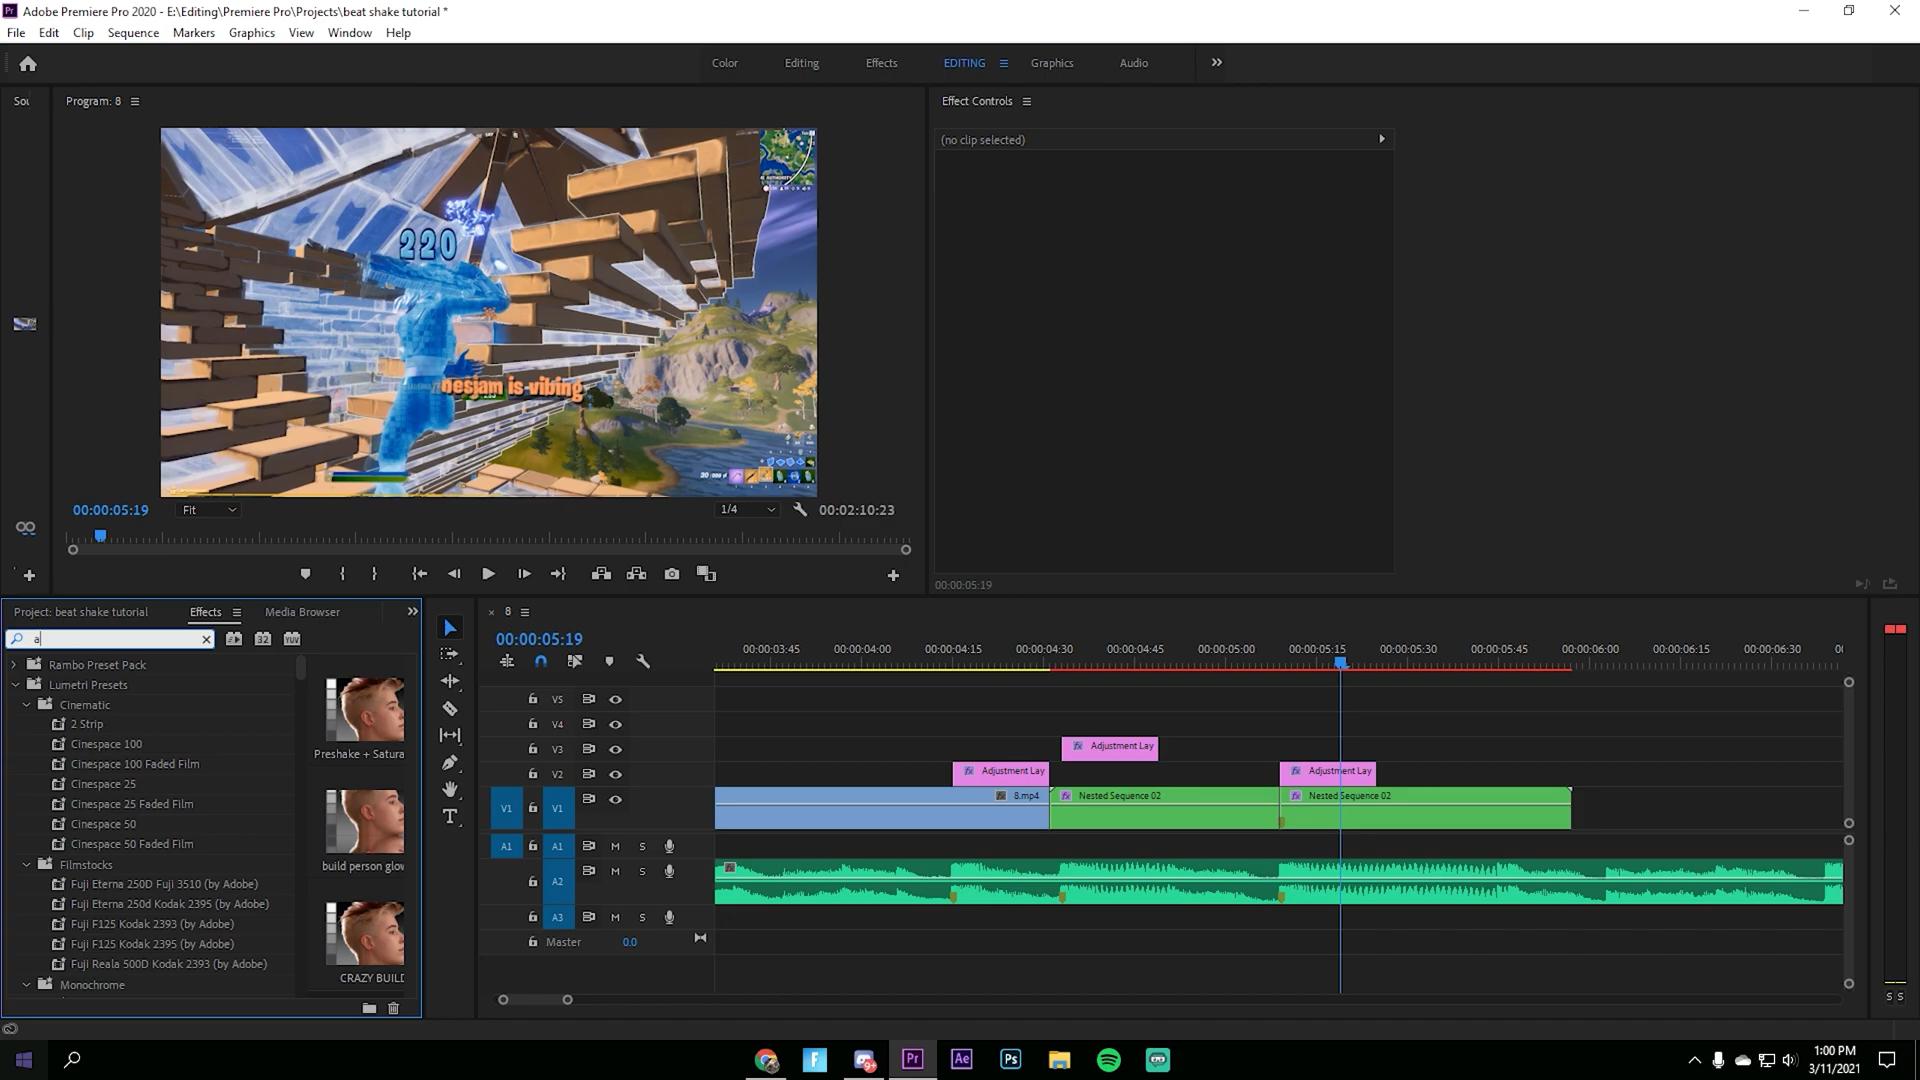 Adobe Premiere Pro 2020 - E:\Editing\Premiere Pro\Projects\beat shake tutorial *
File Edit Clip Sequence Markers Graphics View Window Help
Color Editing Effects EDITING Graphics Audio
Program: 8
220
nesjam is vibing
00:00:05:19 Fit 1/4 00:02:10:23
Effect Controls
(no clip selected)
00:00:05:19
Project: beat shake tutorial Effects Media Browser
a
32 YUV
Rambo Preset Pack
Lumetri Presets
Cinematic
2 Strip
Cinespace 100
Cinespace 100 Faded Film
Cinespace 25
Cinespace 25 Faded Film
Cinespace 50
Cinespace 50 Faded Film
Filmstocks
Fuji Eterna 250D Fuji 3510 (by Adobe)
Fuji Eterna 250d Kodak 2395 (by Adobe)
Fuji F125 Kodak 2393 (by Adobe)
Fuji F125 Kodak 2395 (by Adobe)
Fuji Reala 500D Kodak 2393 (by Adobe)
Monochrome
Preshake + Satura
build person glow
CRAZY BUILD
8
00:00:05:19
00:00:03:45 00:00:04:00 00:00:04:15 00:00:04:30 00:00:04:45 00:00:05:00 00:00:05:15 00:00:05:30 00:00:05:45 00:00:06:00 00:00:06:15 00:00:06:30
V5
V4
V3 Adjustment Lay
V2 Adjustment Lay Adjustment Lay
V1 V1 8.mp4 Nested Sequence 02 Nested Sequence 02
A1 A1 M S
A2 M S
A3 M S
Master 0.0
S S
Pr Ae Ps
1:00 PM
3/11/2021